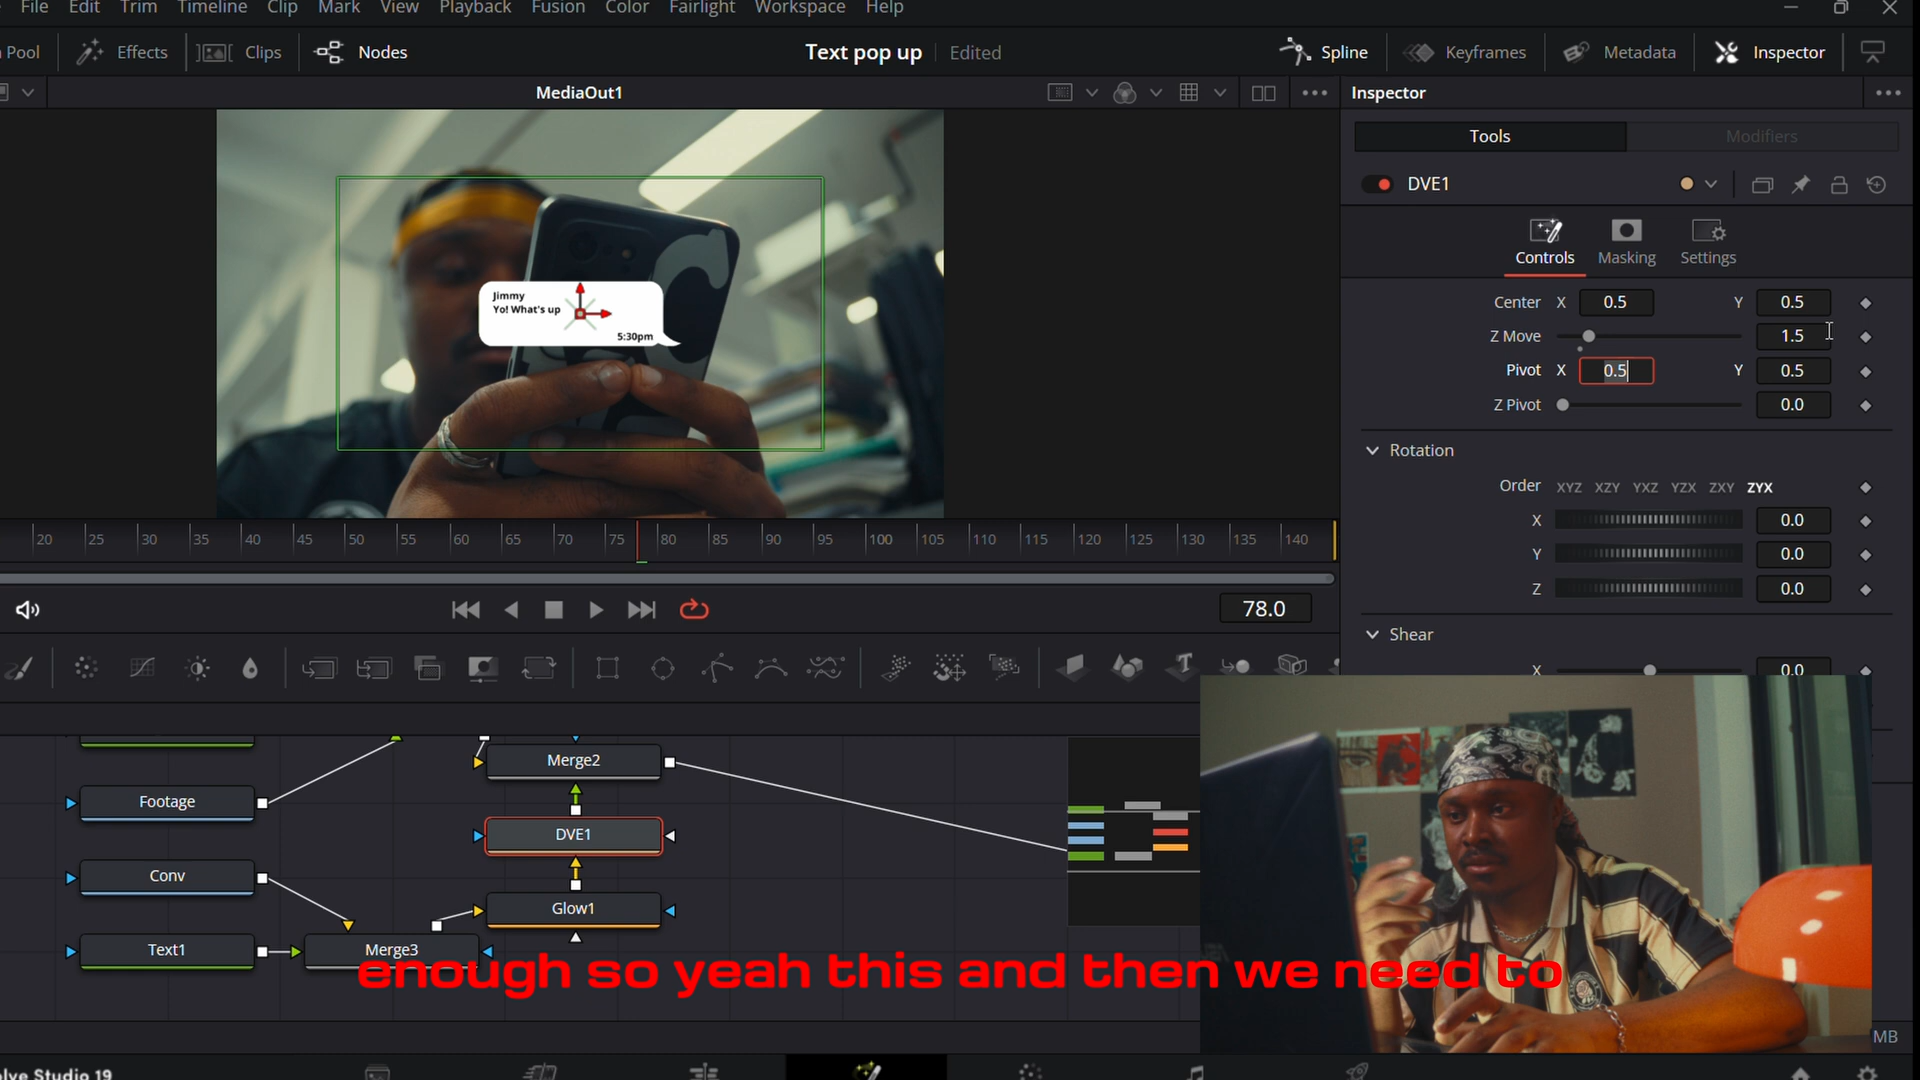 File Edit Trim Timeline Clip Mark View Playback Fusion Color Fairlight Workspace Help
Pool Effects Clips Nodes Text pop up Edited Spline Keyframes Metadata Inspector
MediaOut1
Inspector
Tools Modifiers
DVE1
Controls Masking Settings
Center X 0.5 Y 0.5
Z Move 1.5
Pivot X 0.5 Y 0.5
Z Pivot 0.0
Rotation
Order XYZ XZY YXZ YZX ZXY ZYX
X 0.0
Y 0.0
Z 0.0
Shear
X 0.0
Jimmy
Yo! What's up
5:30pm
20 25 30 35 40 45 50 55 60 65 70 75 80 85 90 95 100 105 110 115 120 125 130 135 140
78.0
Merge2
Footage
DVE1
Conv
Glow1
Text1
Merge3
enough so yeah this and then we need to
MB
olve Studio 19